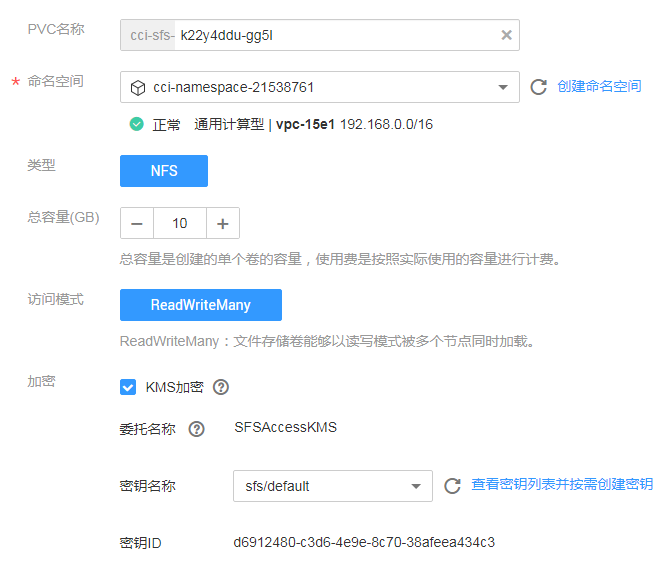 PVC名称 cci-sfs- k22y4ddu-gg5l
* 命名空间 cci-namespace-21538761 创建命名空间
正常 通用计算型 | vpc-15e1 192.168.0.0/16
类型 NFS
总容量(GB) 10
总容量是创建的单个卷的容量，使用费是按照实际使用的容量进行计费。
访问模式 ReadWriteMany
ReadWriteMany：文件存储卷能够以读写模式被多个节点同时加载。
加密 KMS加密
委托名称 SFSAccessKMS
密钥名称 sfs/default 查看密钥列表并按需创建密钥
密钥ID d6912480-c3d6-4e9e-8c70-38afeea434c3